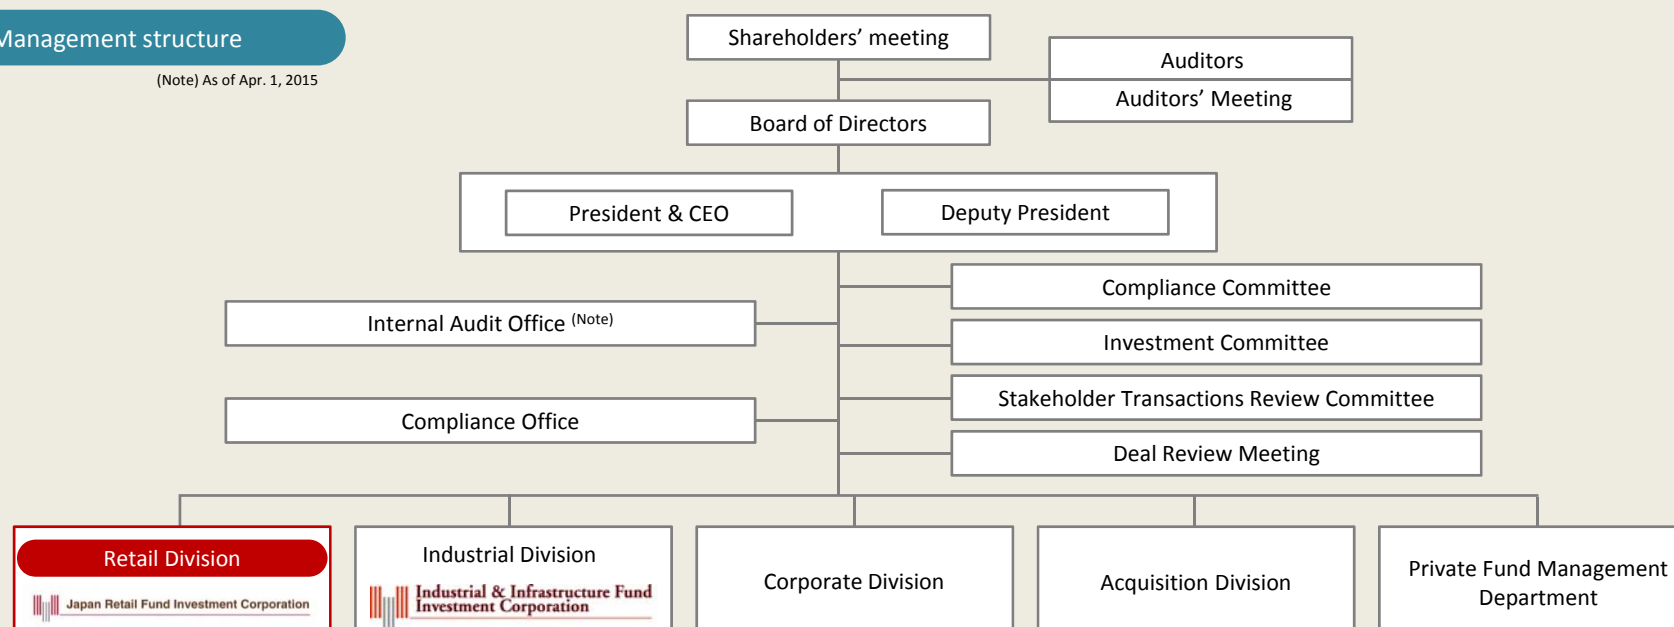 Management structure
(Note) As of Apr. 1, 2015
Shareholders’ meeting
Auditors
Auditors’ Meeting
Board of Directors
President & CEO
Deputy President
Compliance Committee
Internal Audit Office (Note)
Investment Committee
Stakeholder Transactions Review Committee
Compliance Office
Deal Review Meeting
Retail Division
Japan Retail Fund Investment Corporation
Industrial Division
Industrial & Infrastructure Fund
Investment Corporation
Corporate Division
Acquisition Division
Private Fund Management
Department